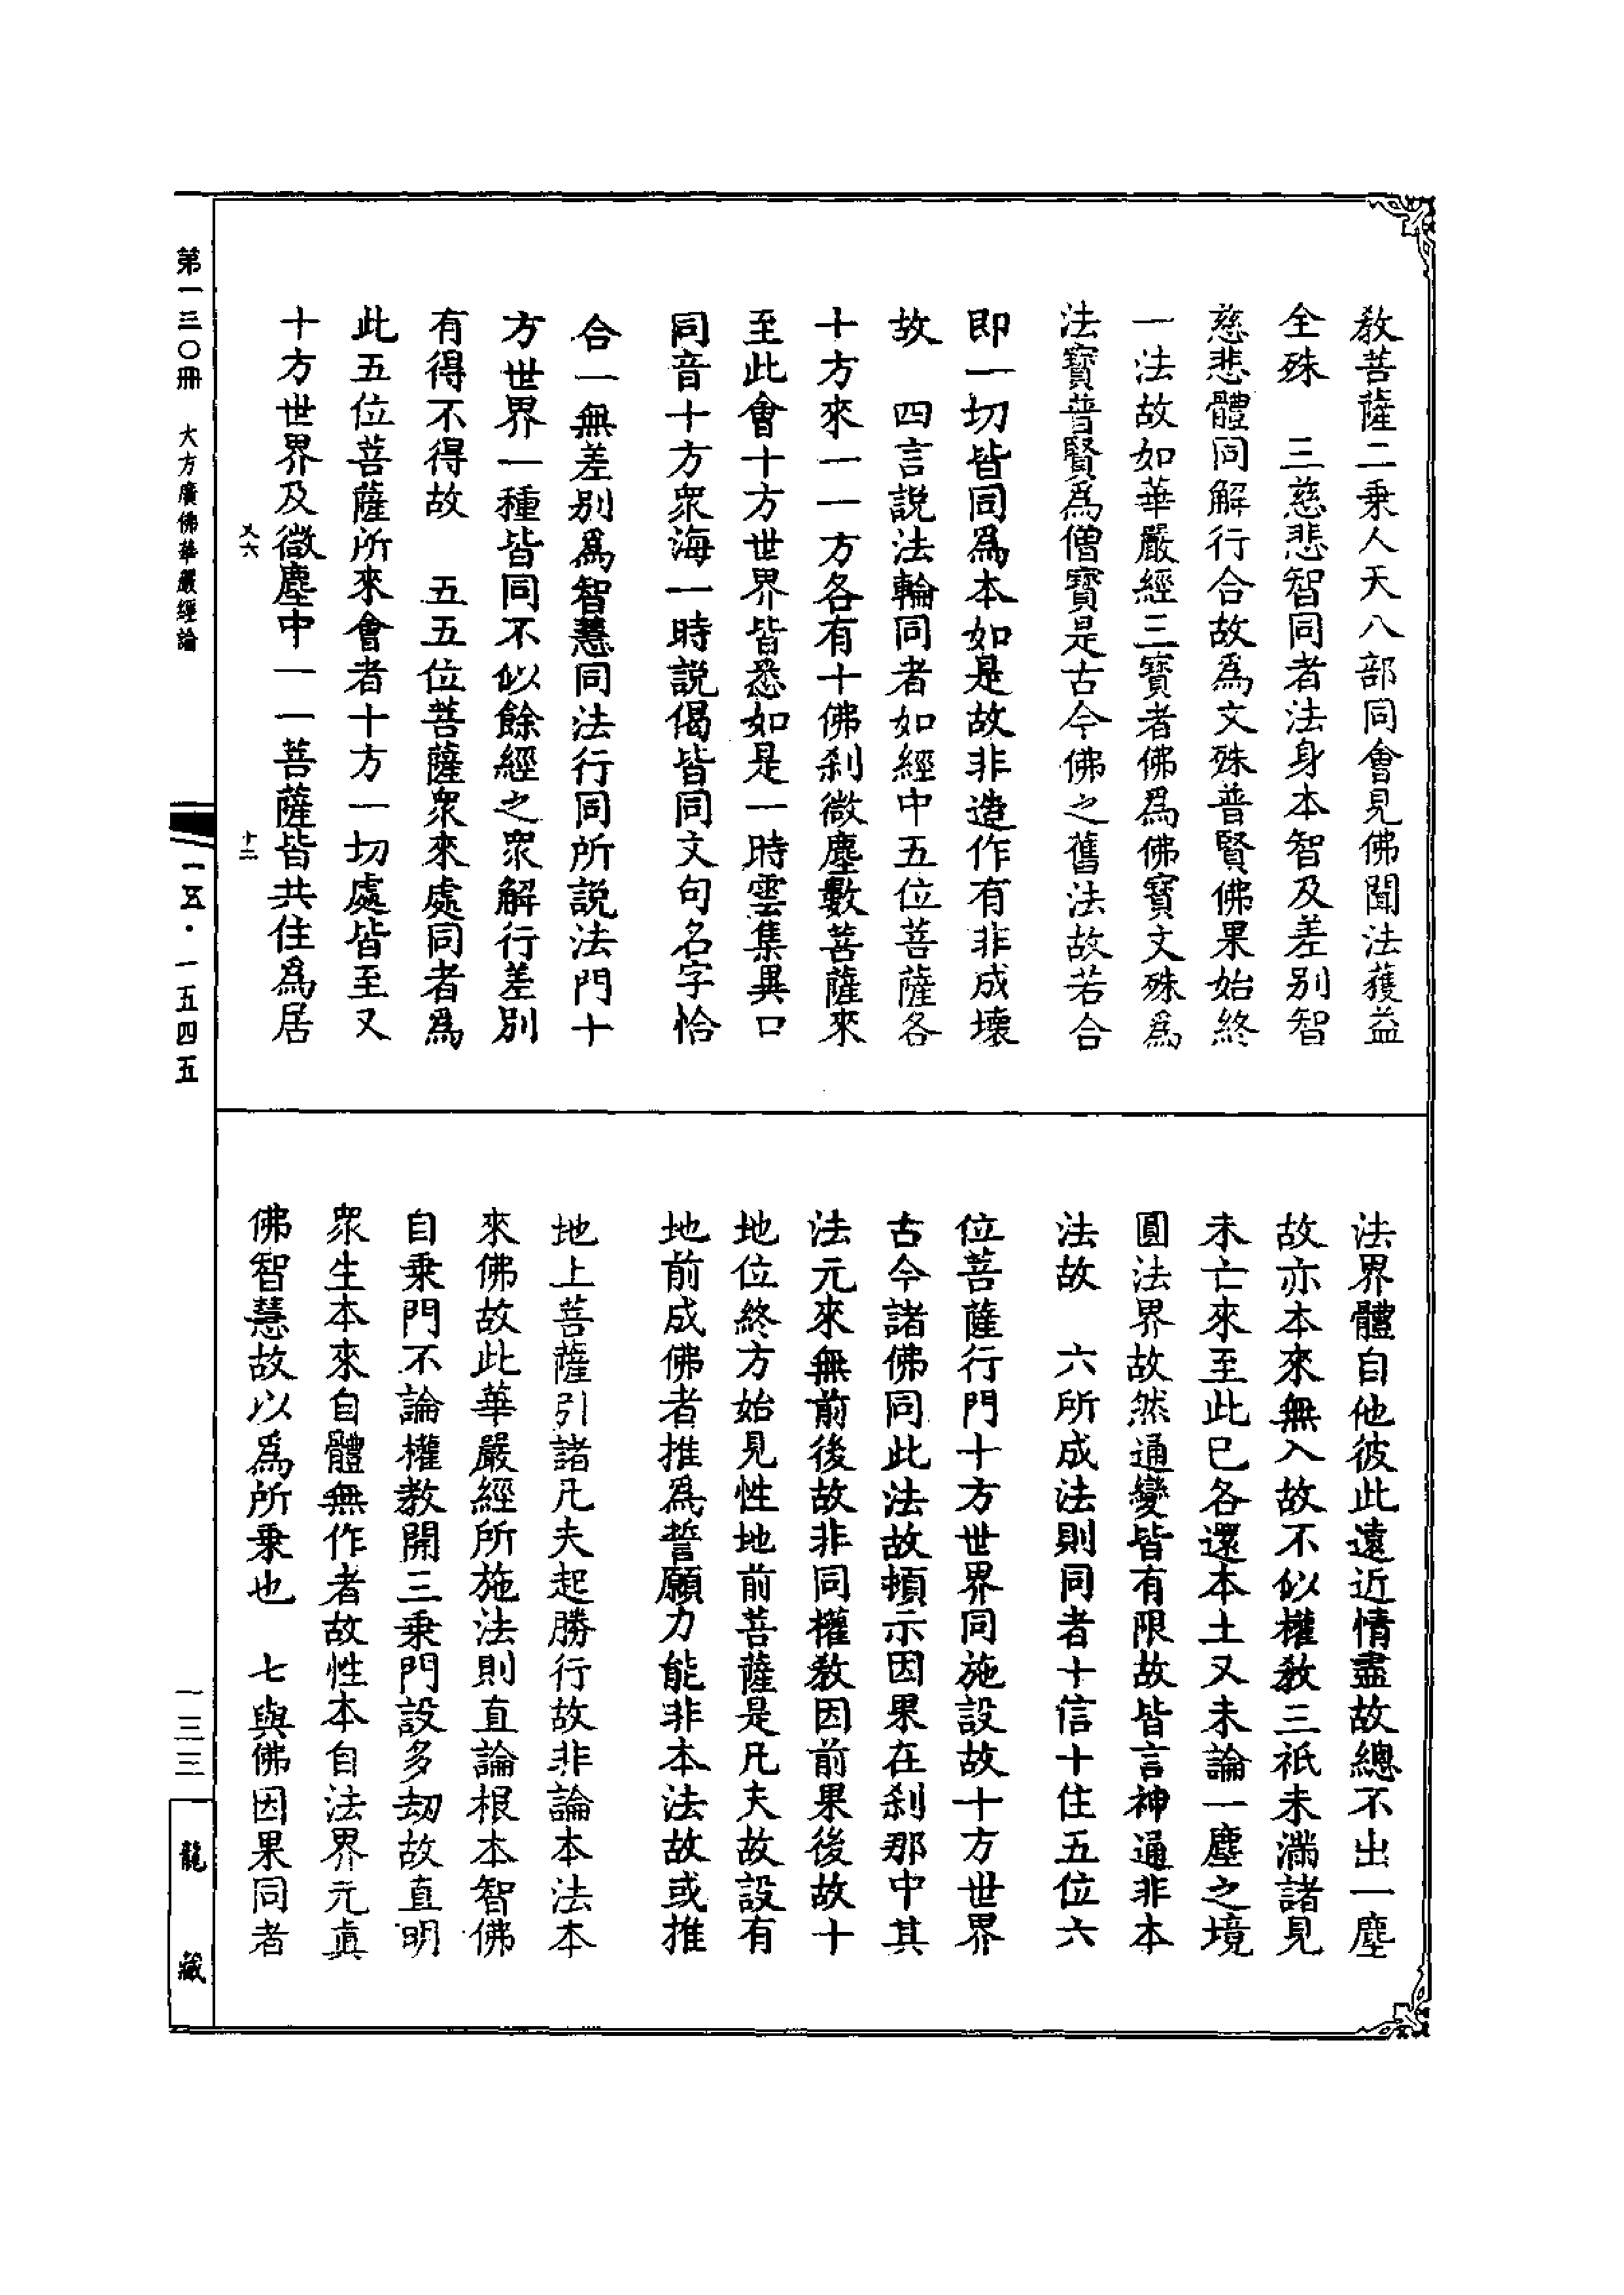 教菩薩二乗人天八部同會見佛聞法獲益
全殊　三慈悲智同者法身本智及差別智
慈悲體同解行合故爲文殊普賢佛果始終
一法故如華嚴經三寶者佛爲佛寶文殊爲
法寶普賢爲僧寶是古今佛之舊法故若合
即一切皆同爲本如是故非造作有非成壞
故　四言説法輪同者如經中五位菩薩各
十方來一一方各有十佛刹微塵數菩薩來
至此會十方世界皆悉如是一時雲集異口
同音十方衆海一時説偈皆同文句名字恰
合一無差别爲智慧同法行同所説法門十
方世界一種皆同不似餘經之衆解行差別
有得不得故　五五位菩薩衆來處同者爲
此五位菩薩所來會者十方一切處皆至又
十方世界及微塵中一一菩薩皆共住爲居
又六　十二
法界體自他彼此遠近情盡故總不出一塵
故亦本來無入故不似權教三祇未滿諸見
未亡來至此已各還本土又未論一塵之境
圓法界故然通變皆有限故皆言神通非本
法故　六所成法則同者十信十住五位六
位菩薩行門十方世界同施設故十方世界
古今諸佛同此法故頓示因果在刹那中其
法元來無前後故非同權教因前果後故十
地位終方始見性地前菩薩是凡夫故設有
地前成佛者推爲誓願力能非本法故或推
地上菩薩引諸凡夫起勝行故非論本法本
來佛故此華嚴經所施法則直論根本智佛
自乗門不論權教開三乗門設多劫故直明
衆生本來自體無作者故性本自法界元真
佛智慧故以爲所乗也　七與佛因果同者
第一三〇冊　大方廣佛華嚴經論
一五·一五四五
一三三
龍藏